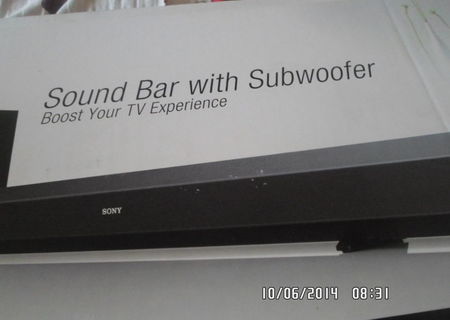 Sound Bar with Subwoofer
Boost Your TV Experience
SONY
10/06/2014 08:31